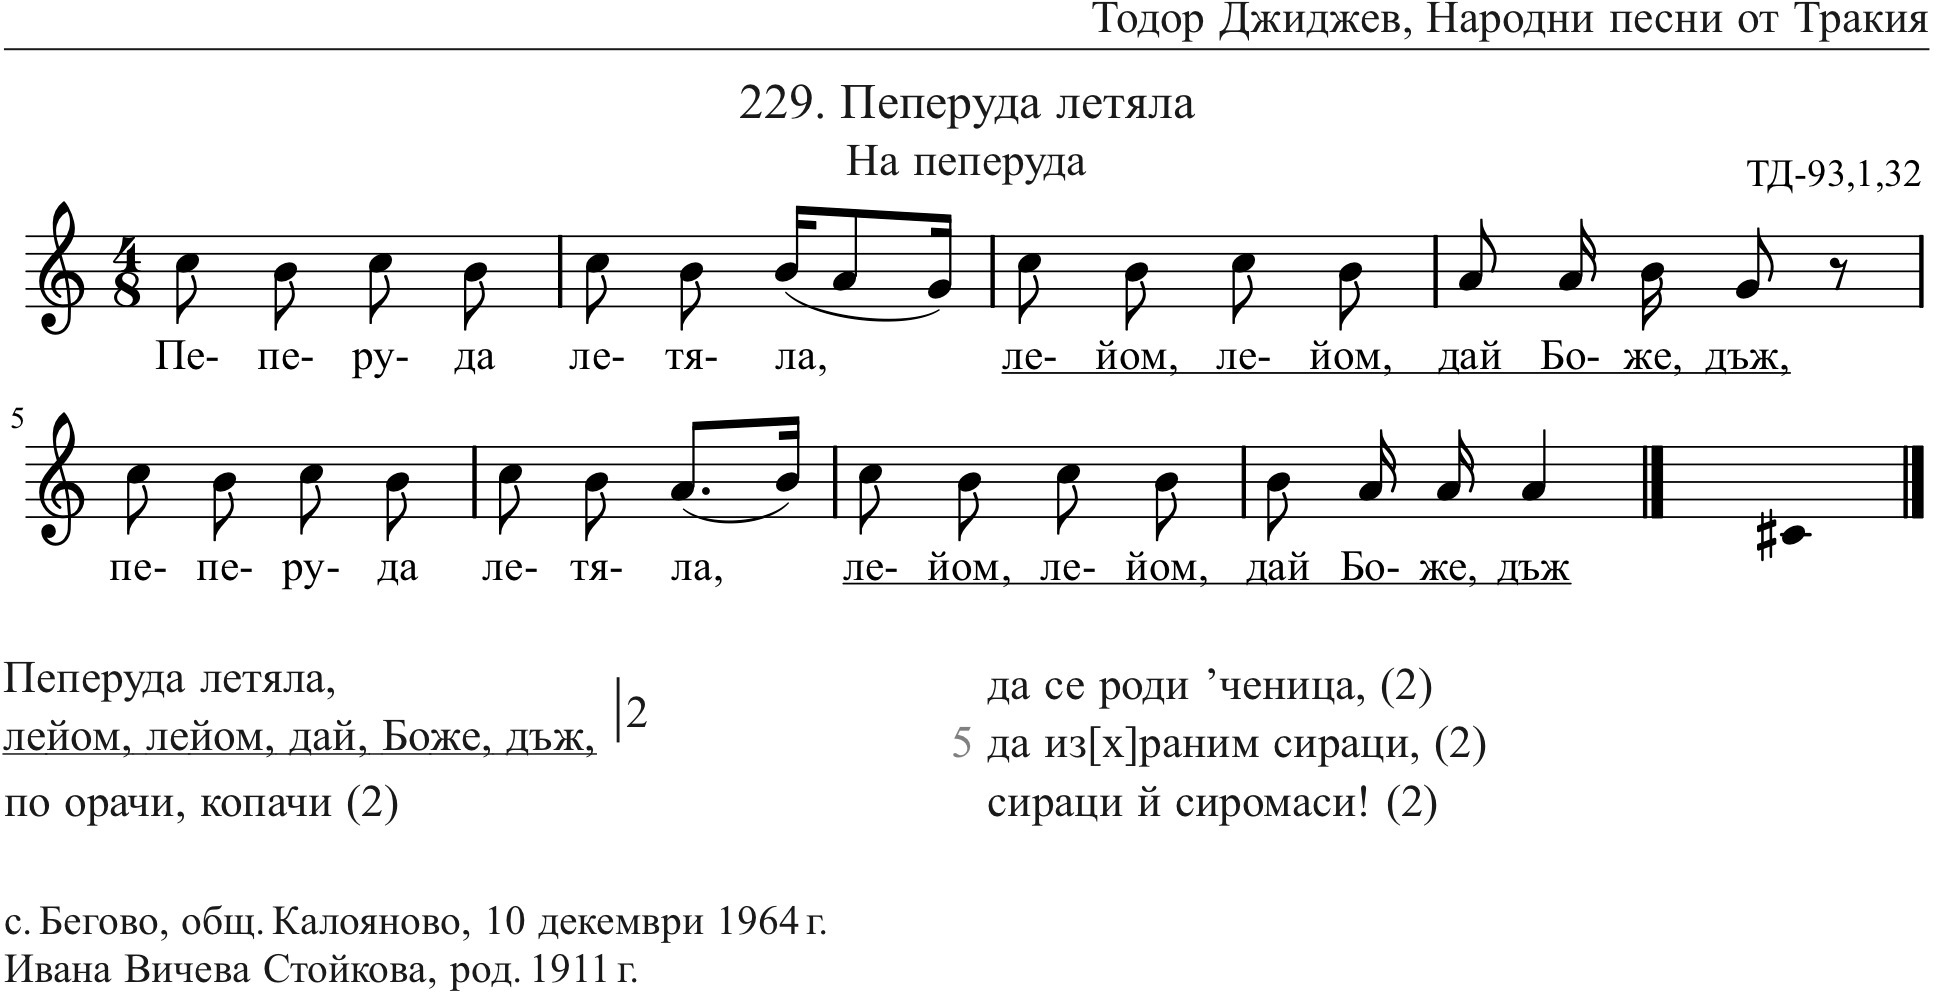 Тодор Джиджев, Народни песни от Тракия
229. Пеперуда летяла
На пеперуда
ТД-93,1,32
4
8
Пе- пе- ру- да ле- тя- ла, ле- йом, ле- йом, дай Бо- же, дъж,
5
пе- пе- ру- да ле- тя- ла, ле- йом, ле- йом, дай Бо- же, дъж
Пеперуда летяла,
лейом, лейом, дай, Боже, дъж,
|2
по орачи, копачи (2)
да се роди ’ченица, (2)
5 да из[х]раним сираци, (2)
сираци й сиромаси! (2)
с. Бегово, общ. Калояново, 10 декември 1964 г.
Ивана Вичева Стойкова, род. 1911 г.